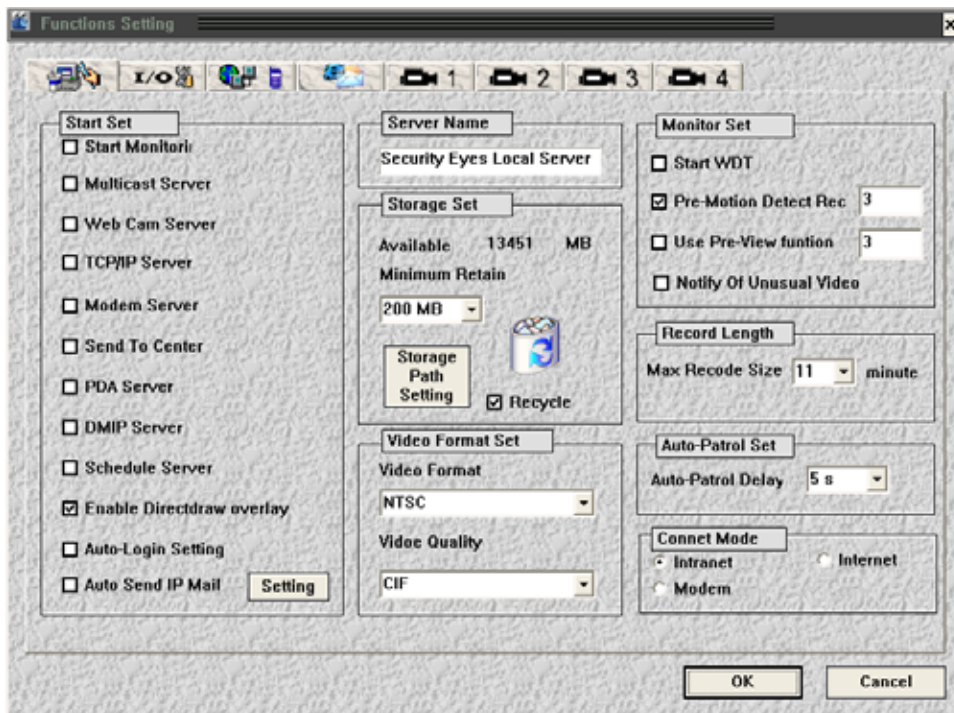 Functions Setting
I/O
1
2
3
4
Start Set
Start Monitorin
Multicast Server
Web Cam Server
TCP/IP Server
Modem Server
Send To Center
PDA Server
DMIP Server
Schedule Server
Enable Directdraw overlay
Auto-Login Setting
Auto Send IP Mail
Setting
Server Name
Security Eyes Local Server
Storage Set
Available 13451 MB
Minimum Retain
200 MB
Storage
Path
Setting
Recycle
Video Format Set
Video Format
NTSC
Vidoe Quality
CIF
Monitor Set
Start WDT
Pre-Motion Detect Rec 3
Use Pre-View funtion 3
Notify Of Unusual Video
Record Length
Max Recode Size 11 minute
Auto-Patrol Set
Auto-Patrol Delay 5 s
Connet Mode
Intranet
Internet
Modem
OK
Cancel